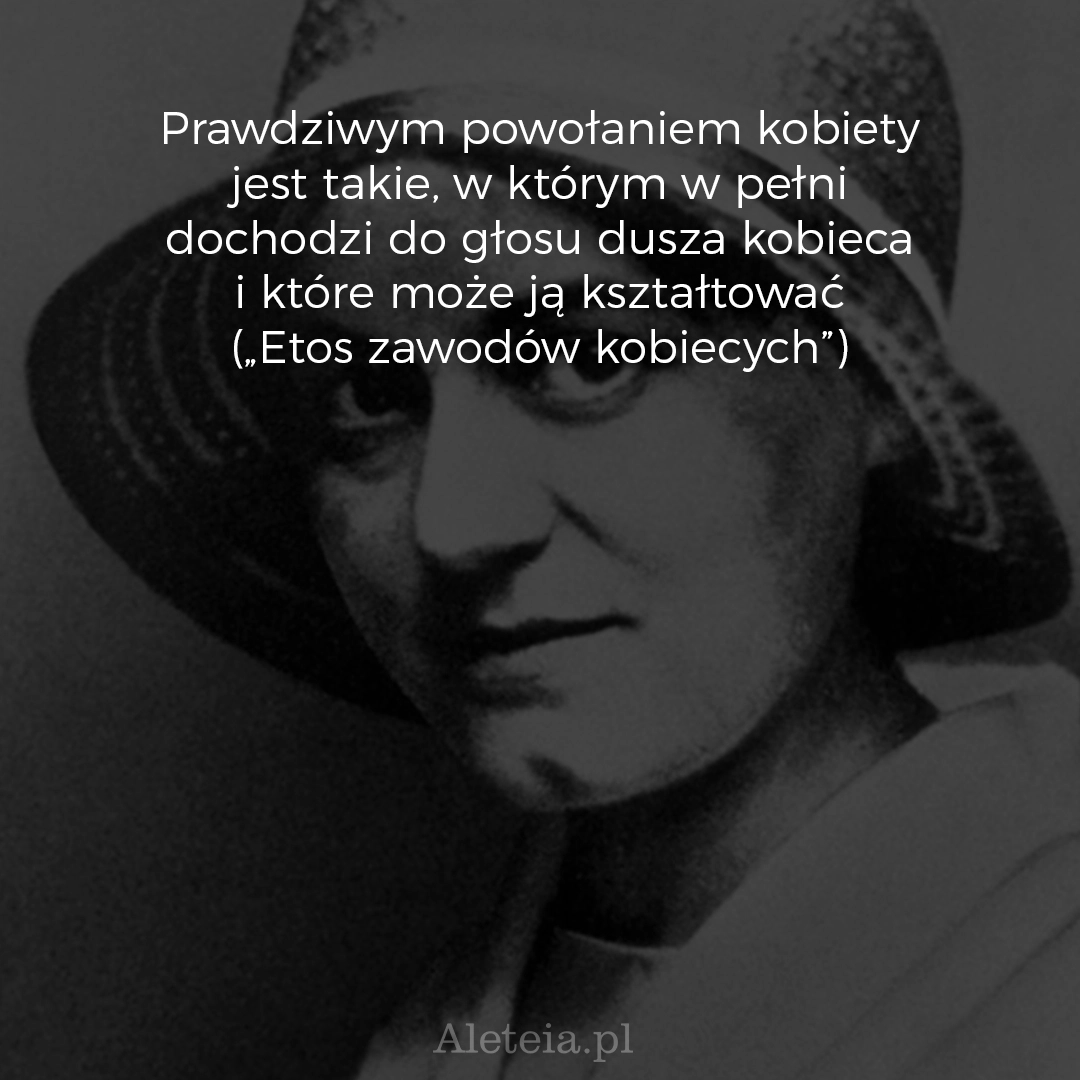 Prawdziwym powołaniem kobiety
jest takie, w którym w pełni
dochodzi do głosu dusza kobieca
i które może ją kształtować
(„Etos zawodów kobiecych”)
Aleteia.pl